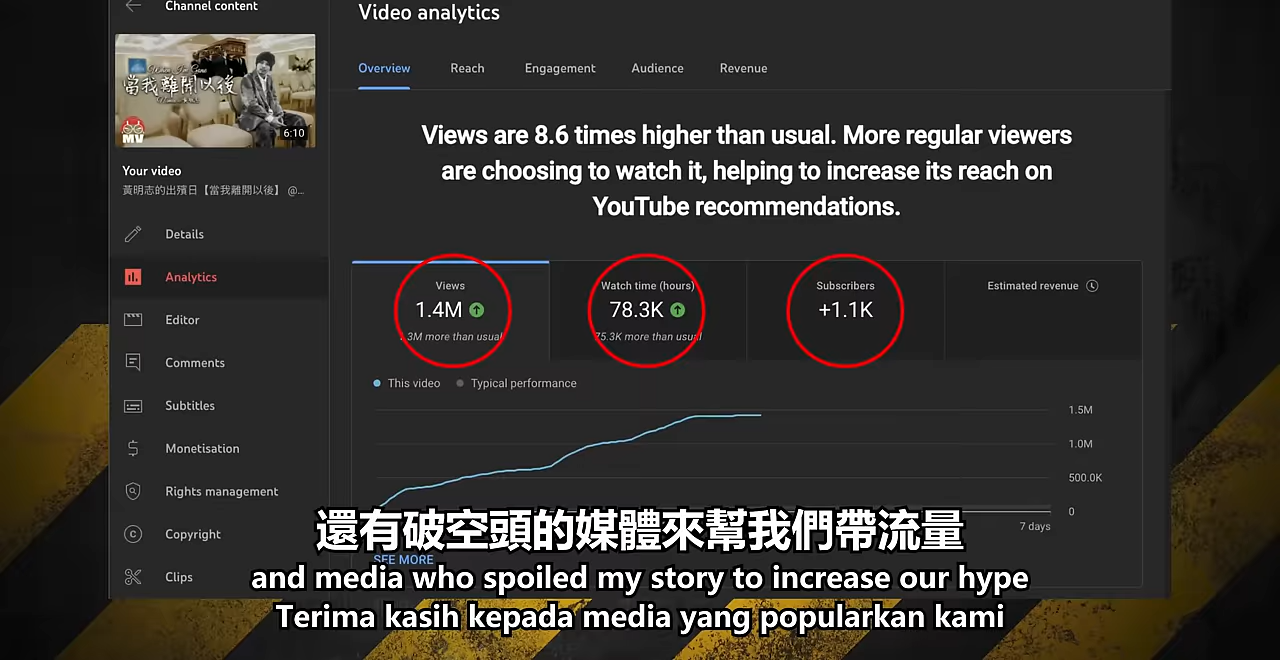 Channel content
Video analytics
當我離開以後
MV
6:10
Your video
黃明志的出殯日【當我離開以後】 @...
Details
Analytics
Editor
Comments
Subtitles
Monetisation
Rights management
Copyright
Clips
Overview
Reach
Engagement
Audience
Revenue
Views are 8.6 times higher than usual. More regular viewers
are choosing to watch it, helping to increase its reach on
YouTube recommendations.
Views
1.4M
.3M more than usual
Watch time (hours)
78.3K
75.3K more than usual
Subscribers
+1.1K
Estimated revenue
This video
Typical performance
1.5M
1.0M
500.0K
0
7 days
SEE MORE
還有破空頭的媒體來幫我們帶流量
and media who spoiled my story to increase our hype
Terima kasih kepada media yang popularkan kami